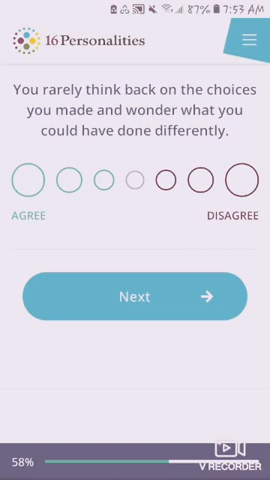 87% 7:53 AM
16Personalities
You rarely think back on the choices
you made and wonder what you
could have done differently.
AGREE DISAGREE
Next
58%
V RECORDER